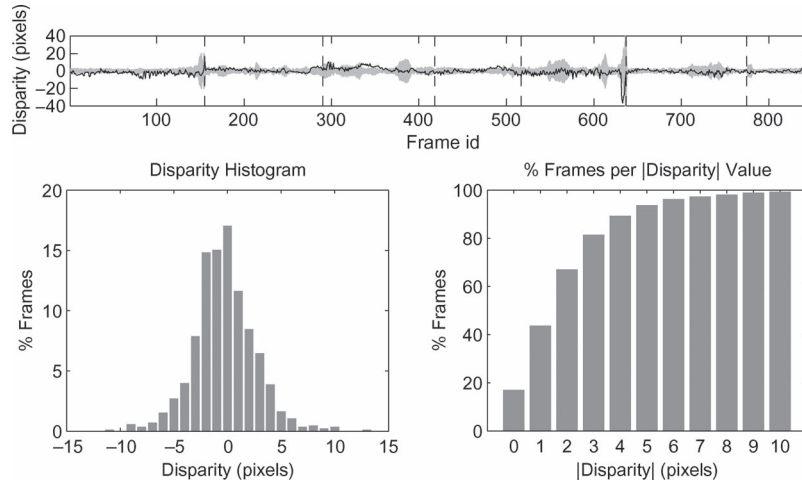 Disparity (pixels)
40
20
0
−20
−40
100 200 300 400 500 600 700 800
Frame id
Disparity Histogram
% Frames
20
15
10
5
0
−15 −10 −5 0 5 10 15
Disparity (pixels)
% Frames per |Disparity| Value
% Frames
100
80
60
40
20
0
0 1 2 3 4 5 6 7 8 9 10
|Disparity| (pixels)